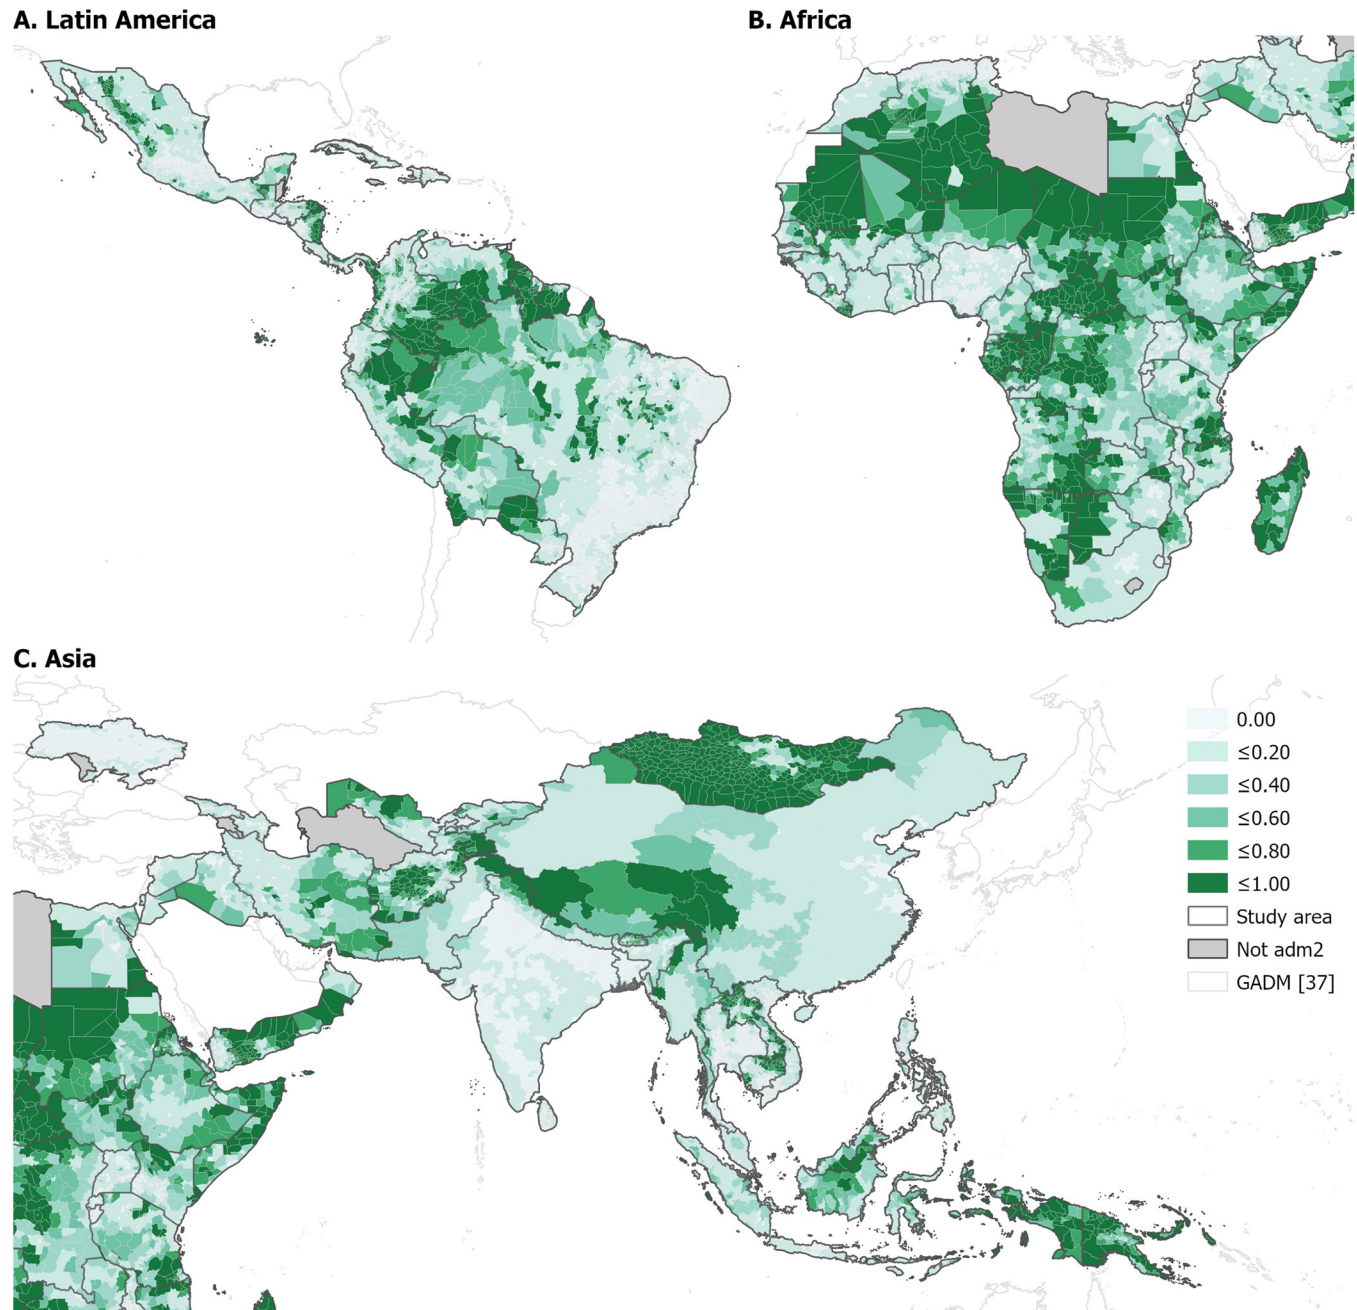 A. Latin America
B. Africa
C. Asia
0.00
≤0.20
≤0.40
≤0.60
≤0.80
≤1.00
Study area
Not adm2
GADM [37]